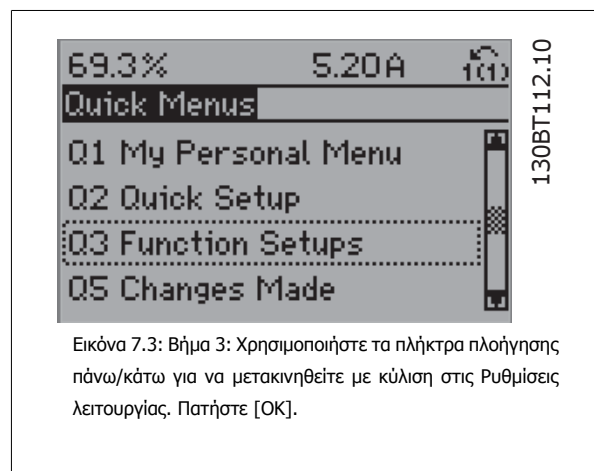 69.3% 5.20A 1(1)
Quick Menus
Q1 My Personal Menu
Q2 Quick Setup
Q3 Function Setups
Q5 Changes Made
130BT112.10
Εικόνα 7.3: Βήμα 3: Χρησιμοποιήστε τα πλήκτρα πλοήγησης
πάνω/κάτω για να μετακινηθείτε με κύλιση στις Ρυθμίσεις
λειτουργίας. Πατήστε [OK].